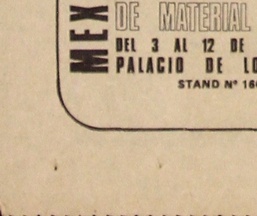 MEX
DE MATERIAL
DEL 3 AL 12 DE
PALACIO DE LO
STAND Nº 16